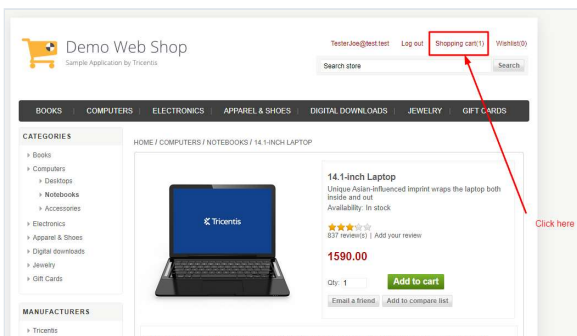 Demo Web Shop
Sample Application by Tricentis
TesterJoe@test.test Log out Shopping cart(1) Wishlist(0)
Search store Search
BOOKS COMPUTERS ELECTRONICS APPAREL & SHOES DIGITAL DOWNLOADS JEWELRY GIFT CARDS
CATEGORIES
Books
Computers
Desktops
Notebooks
Accessories
Electronics
Apparel & Shoes
Digital downloads
Jewelry
Gift Cards
MANUFACTURERS
Tricentis
HOME / COMPUTERS / NOTEBOOKS / 14.1-INCH LAPTOP
Tricentis
14.1-inch Laptop
Unique Asian-influenced imprint wraps the laptop both
inside and out
Availability: In stock
837 review(s) | Add your review
1590.00
Qty: 1 Add to cart
Email a friend Add to compare list
Click here